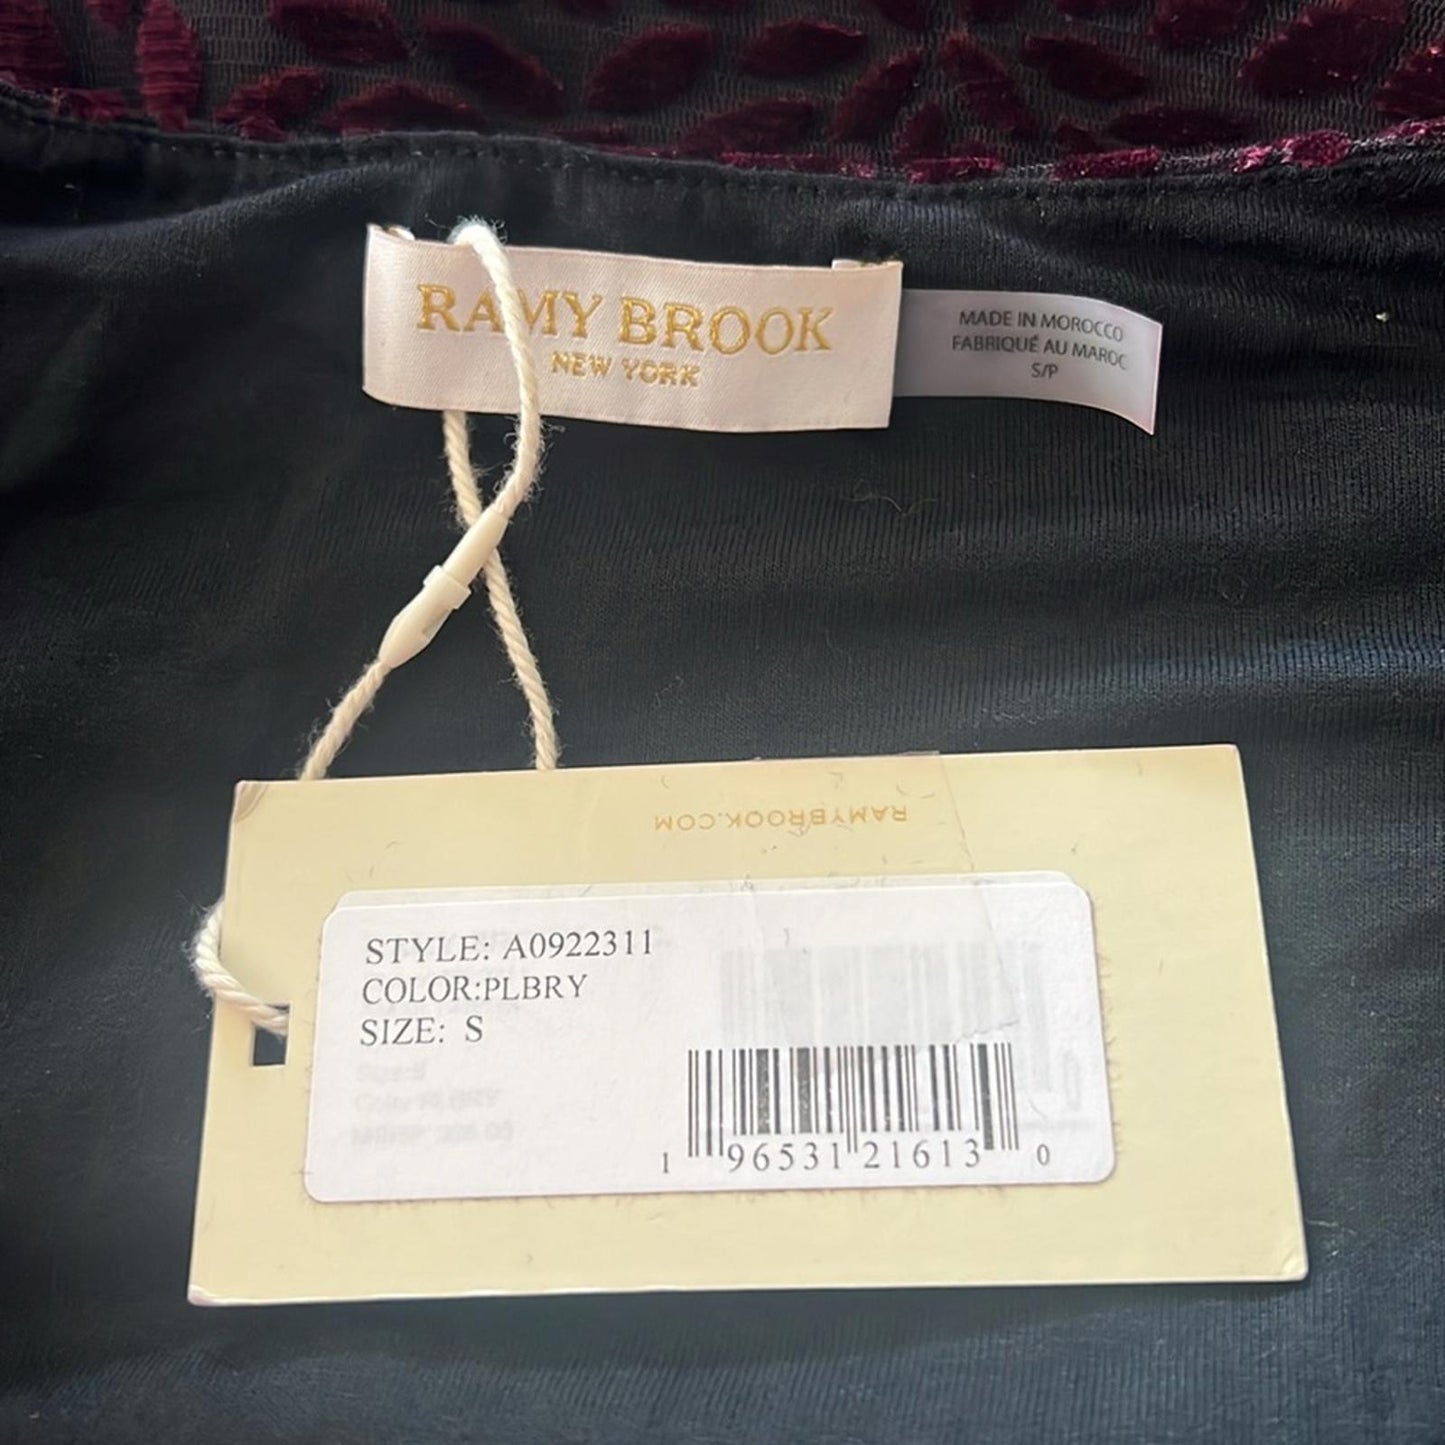 RAMY BROOK
NEW YORK
MADE IN MOROCCO
FABRIQUÉ AU MAROC
S/P
RAMYBROOK.COM
STYLE: A0922311
COLOR:PLBRY
SIZE: S
1 96531 21613 0